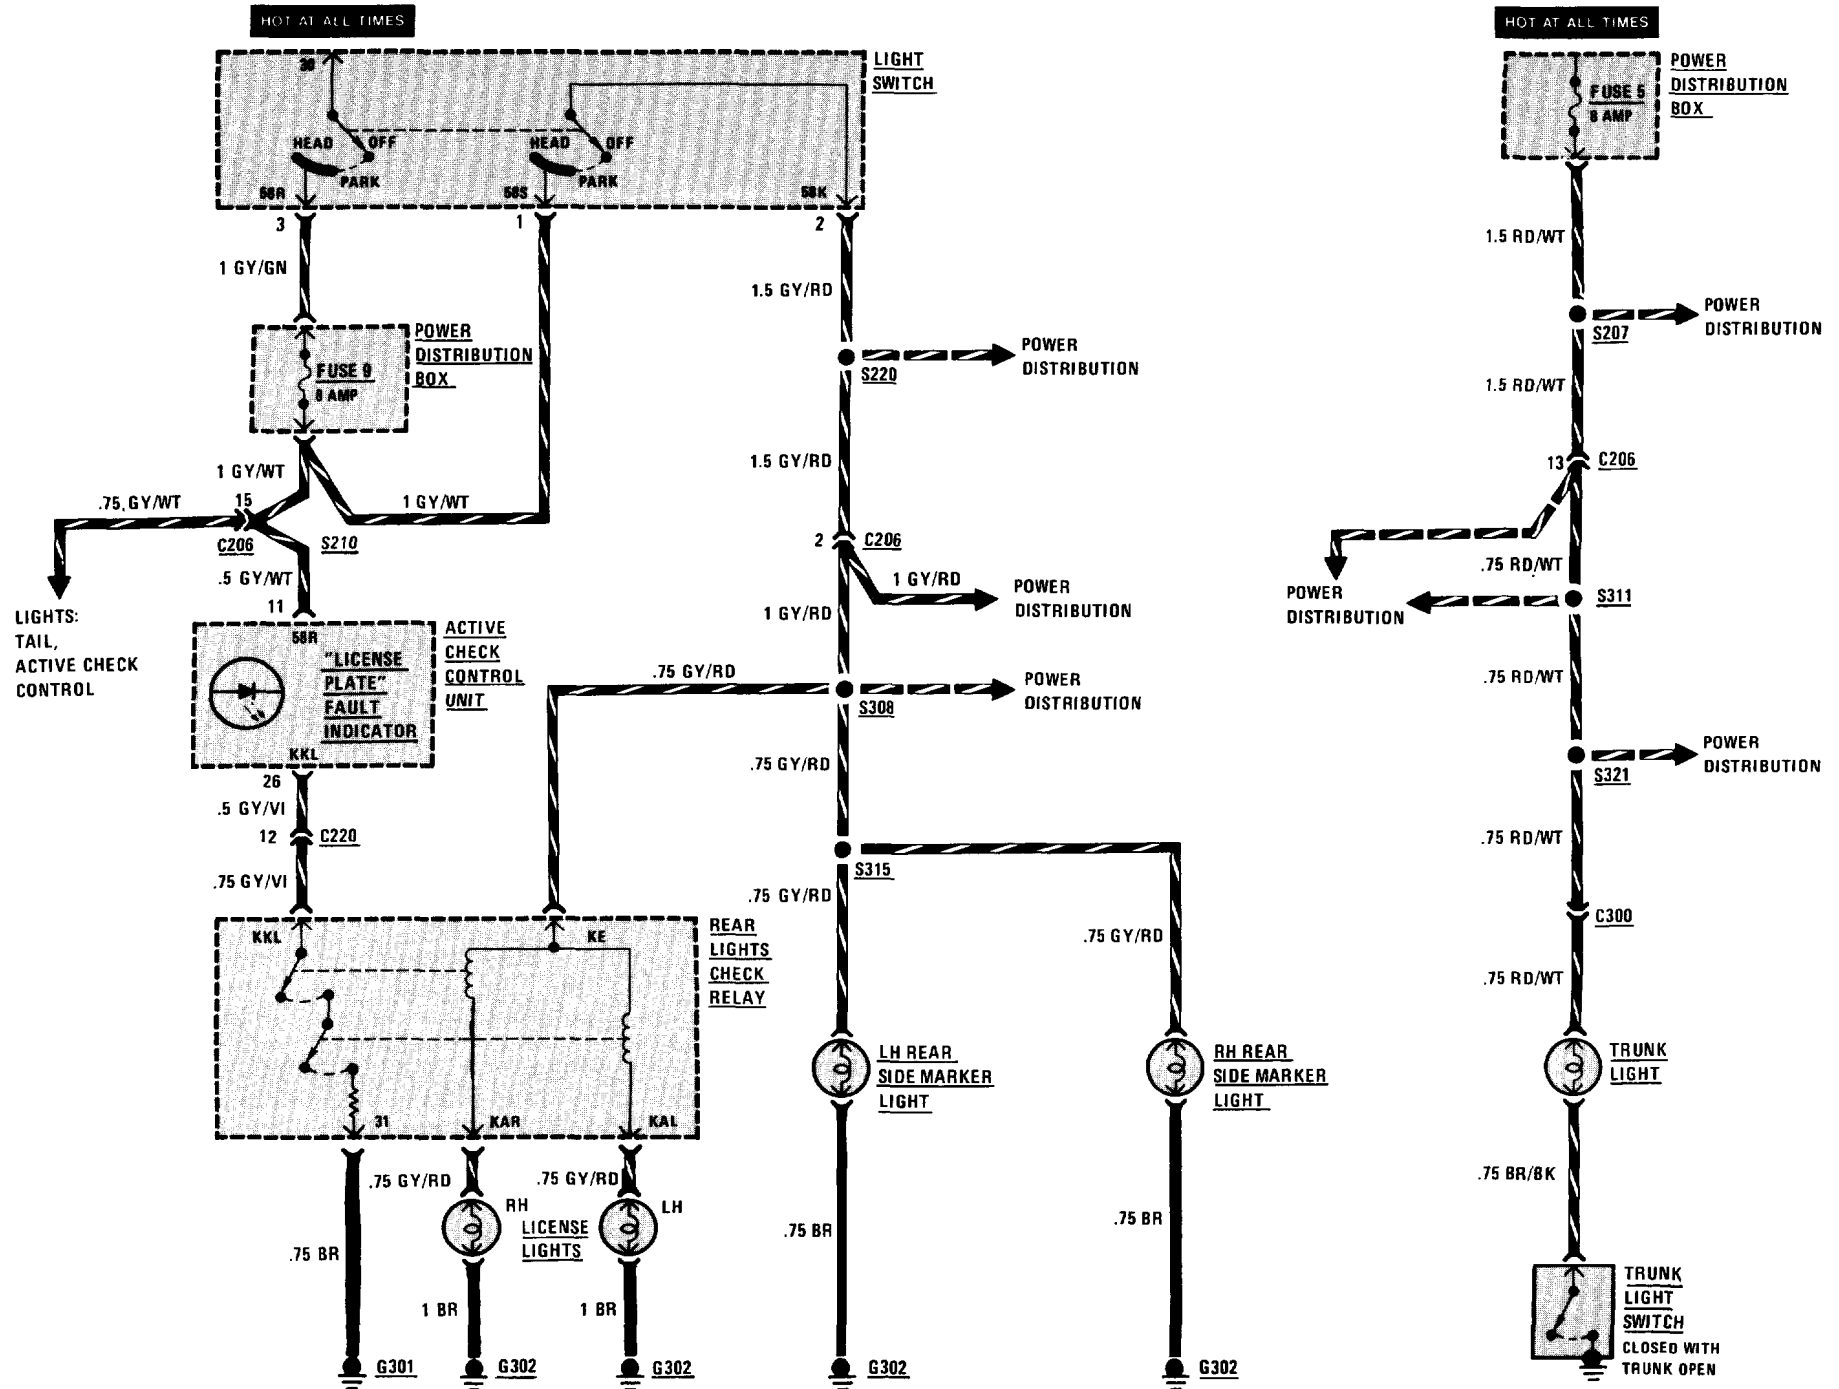 HOT AT ALL TIMES
30
LIGHT
SWITCH
HEAD
OFF
PARK
HEAD
OFF
PARK
58R
58S
58K
3
1
2
1 GY/GN
1.5 GY/RD
POWER
DISTRIBUTION
BOX
FUSE 9
8 AMP
S220
POWER
DISTRIBUTION
1 GY/WT
1.5 GY/RD
.75 GY/WT
15
1 GY/WT
C206
S210
2
C206
.5 GY/WT
1 GY/RD
POWER
DISTRIBUTION
11
1 GY/RD
LIGHTS:
TAIL,
ACTIVE CHECK
CONTROL
58R
"LICENSE
PLATE"
FAULT
INDICATOR
KKL
ACTIVE
CHECK
CONTROL
UNIT
.75 GY/RD
S308
POWER
DISTRIBUTION
26
.5 GY/VI
.75 GY/RD
12
C220
.75 GY/VI
S315
.75 GY/RD
.75 GY/RD
KKL
KE
REAR
LIGHTS
CHECK
RELAY
31
KAR
KAL
LH REAR
SIDE MARKER
LIGHT
RH REAR
SIDE MARKER
LIGHT
.75 GY/RD
.75 GY/RD
RH
LH
LICENSE
LIGHTS
.75 BR
1 BR
1 BR
.75 BR
.75 BR
G301
G302
G302
G302
G302
HOT AT ALL TIMES
FUSE 5
8 AMP
POWER
DISTRIBUTION
BOX
1.5 RD/WT
S207
POWER
DISTRIBUTION
1.5 RD/WT
13
C206
.75 RD/WT
POWER
DISTRIBUTION
S311
.75 RD/WT
S321
POWER
DISTRIBUTION
.75 RD/WT
C300
.75 RD/WT
TRUNK
LIGHT
.75 BR/BK
TRUNK
LIGHT
SWITCH
CLOSED WITH
TRUNK OPEN